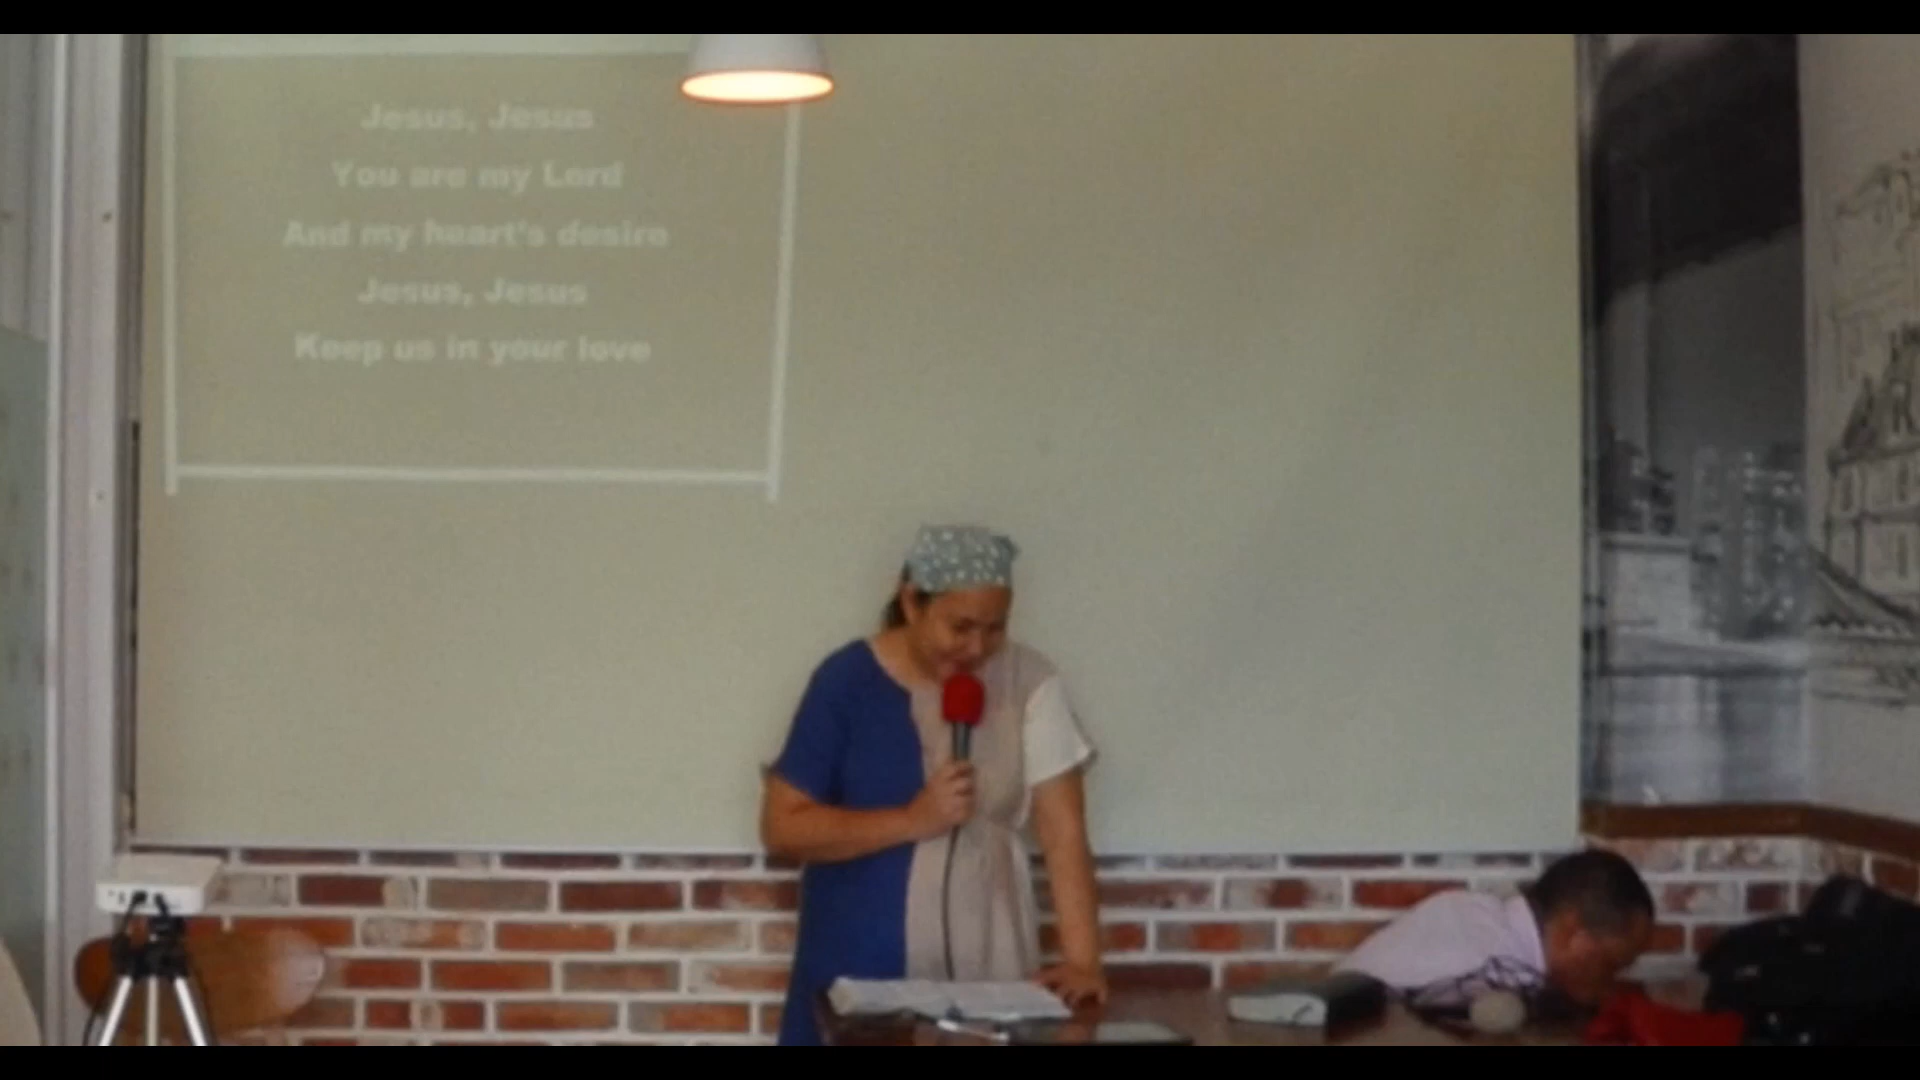 Jesus, Jesus
You are my Lord
And my heart's desire
Jesus, Jesus
Keep us in your love